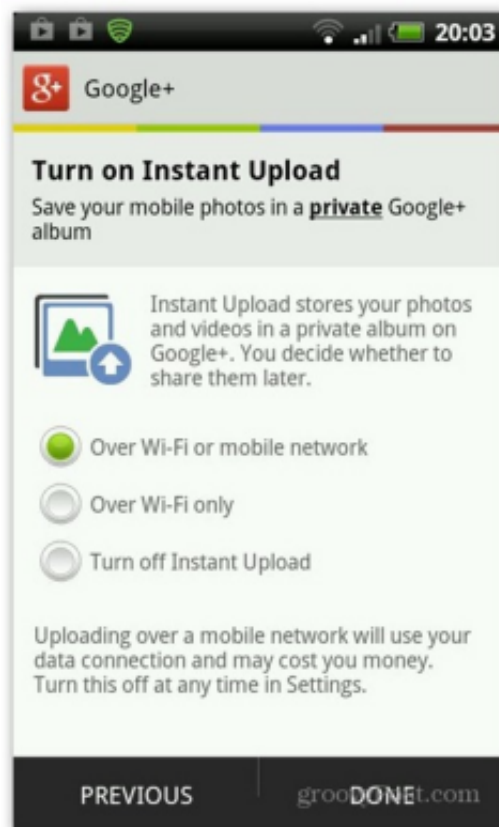 20:03
g+ Google+
Turn on Instant Upload
Save your mobile photos in a private Google+
album
Instant Upload stores your photos
and videos in a private album on
Google+. You decide whether to
share them later.
Over Wi-Fi or mobile network
Over Wi-Fi only
Turn off Instant Upload
Uploading over a mobile network will use your
data connection and may cost you money.
Turn this off at any time in Settings.
PREVIOUS DONE